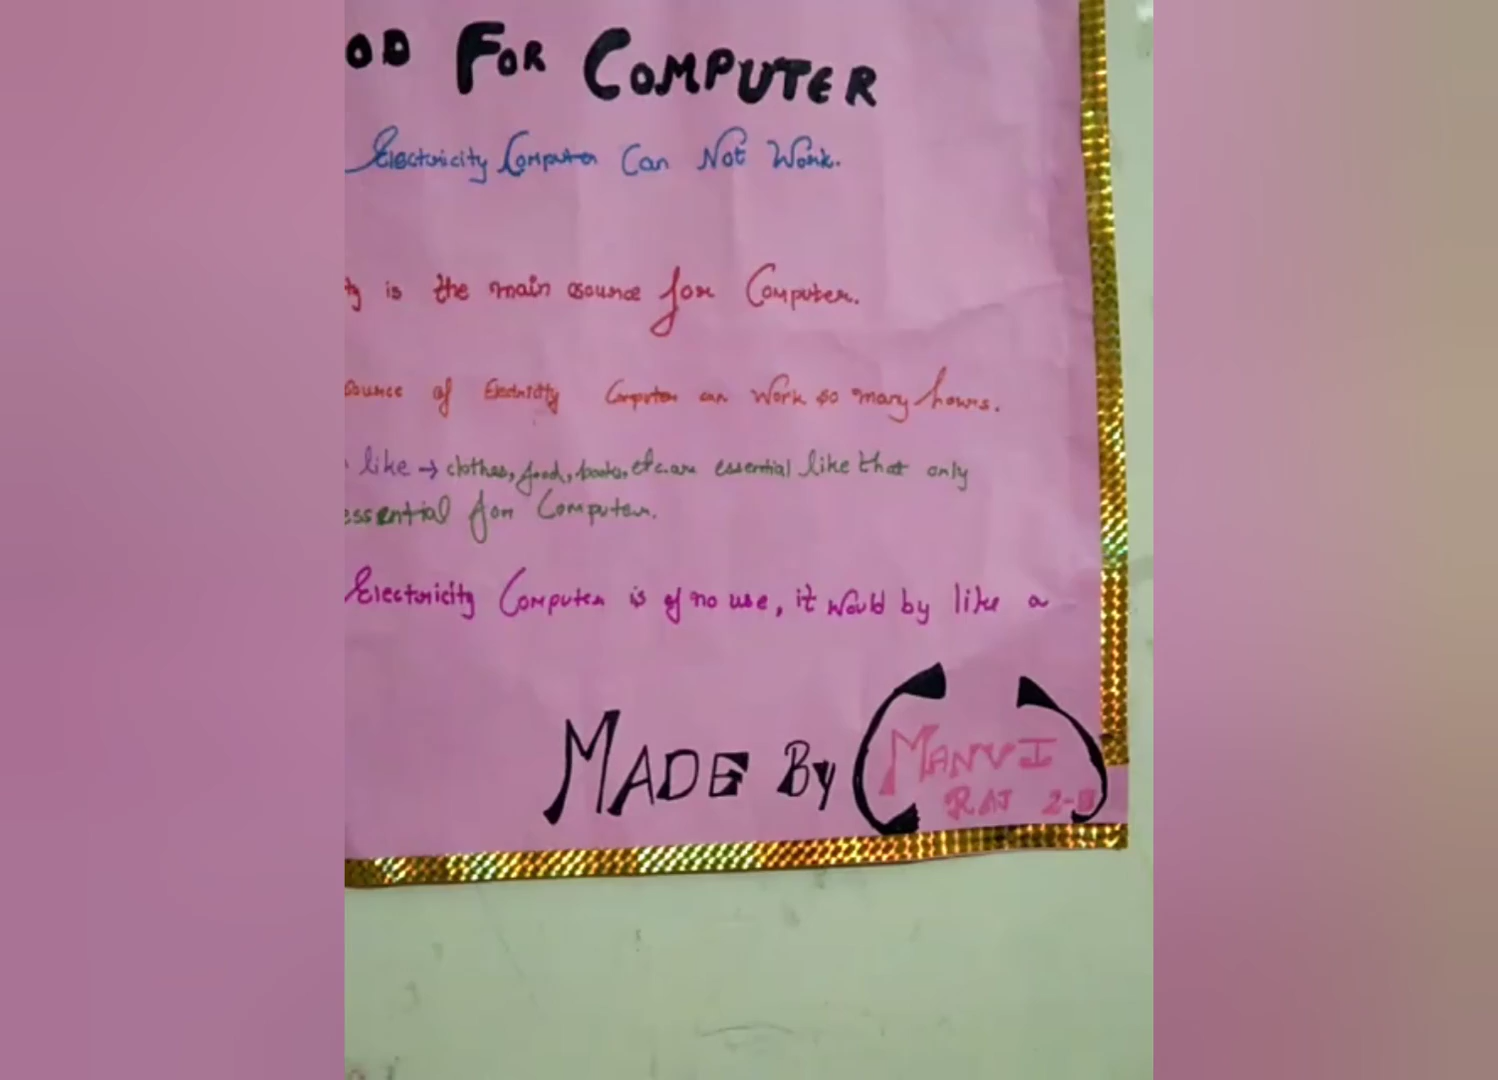 OD FOR COMPUTER
Electricity Computer Can Not Work.
ty is the main source for Computer.
source of Electricity Computer can Work so many hours.
like → clothes, food, books, etc. are essential like that only
essential for Computer.
Electricity Computer is of no use, it would by like a
MADE By (MANVI
RAJ 2-B)